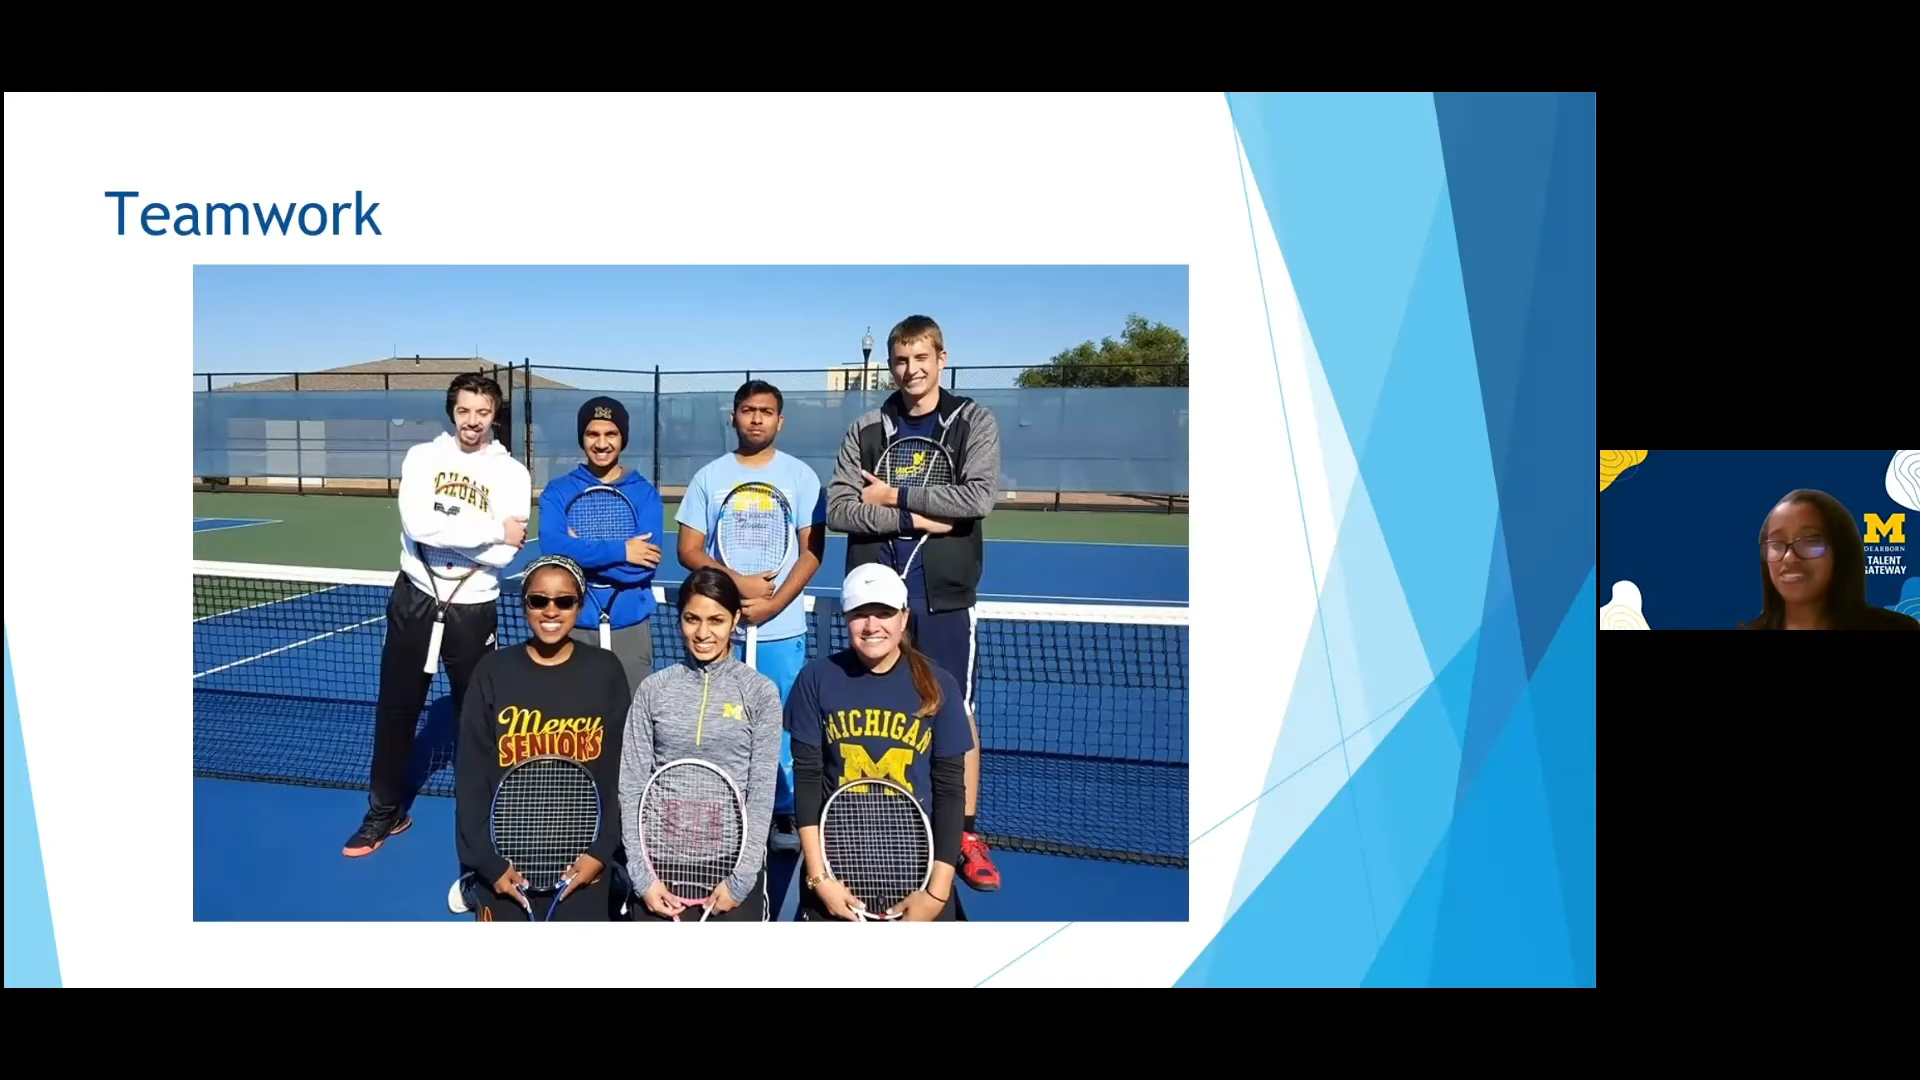 Teamwork
M
M
Mercy
SENIORS
M
MICHIGAN
M
M
DEARBORN
TALENT
GATEWAY